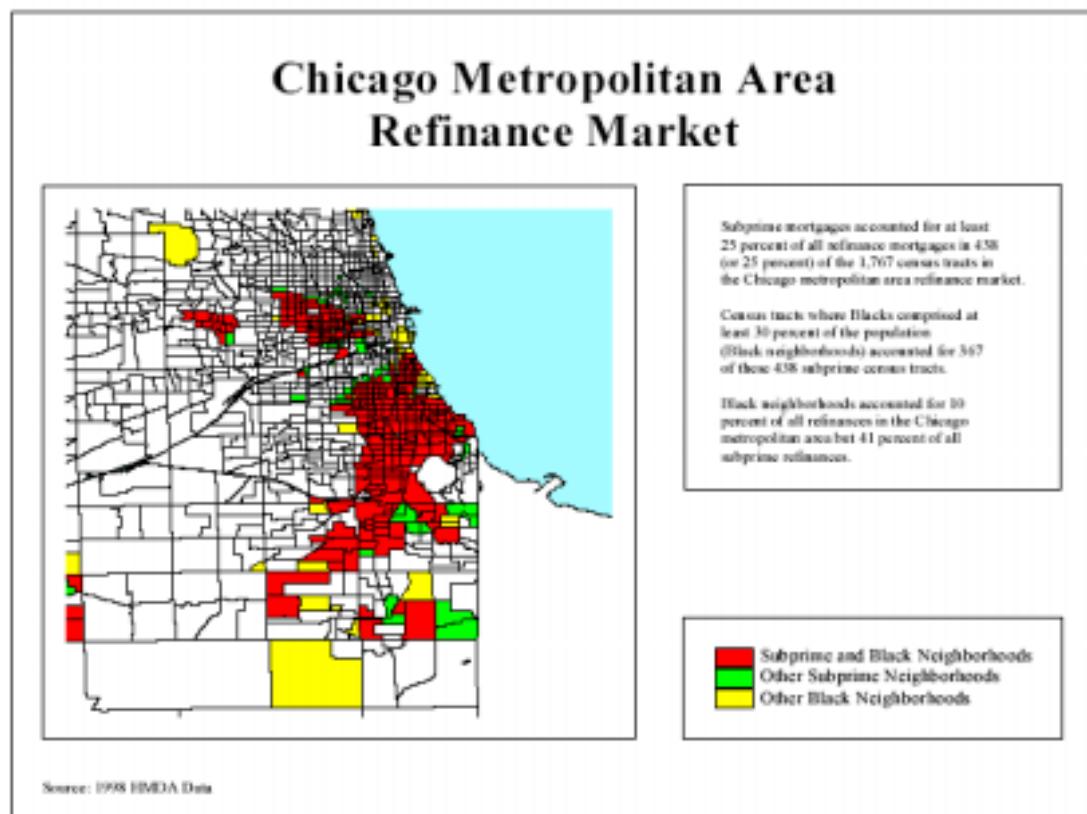 Chicago Metropolitan Area
Refinance Market
Subprime mortgages accounted for at least
25 percent of all refinance mortgages in 438
(or 25 percent) of the 1,767 census tracts in
the Chicago metropolitan area refinance market.
Census tracts where Blacks comprised at
least 30 percent of the population
(Black neighborhoods) accounted for 367
of these 438 subprime census tracts.
Black neighborhoods accounted for 10
percent of all refinances in the Chicago
metropolitan area but 41 percent of all
subprime refinances.
Subprime and Black Neighborhoods
Other Subprime Neighborhoods
Other Black Neighborhoods
Source: 1998 HMDA Data